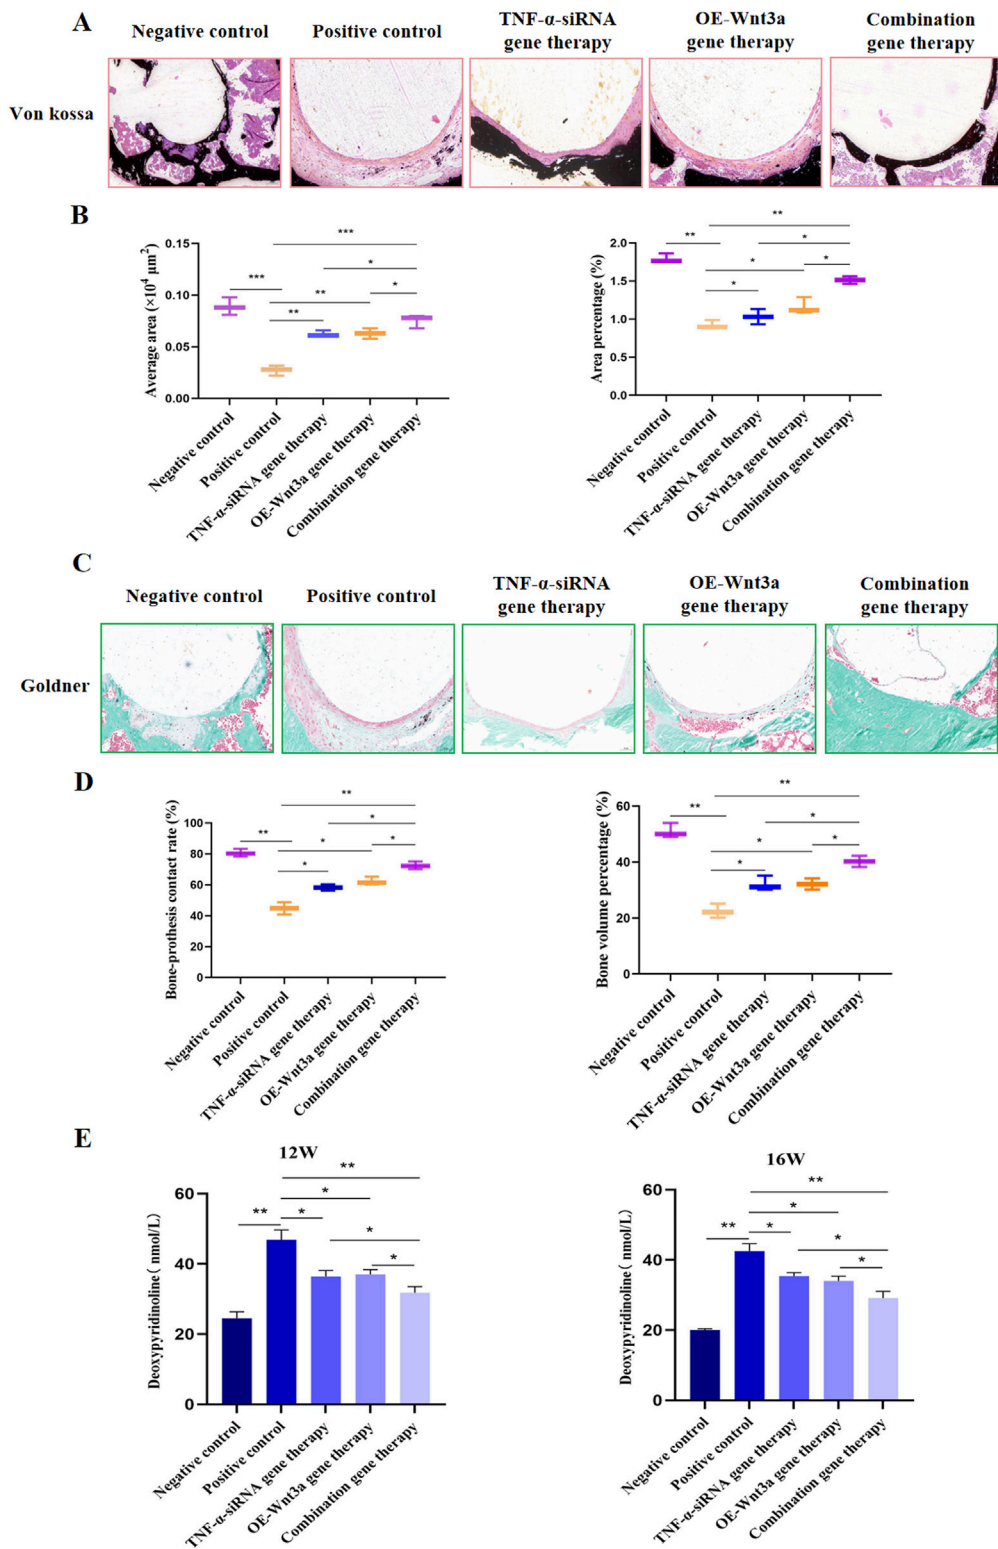 A
Negative control
Positive control
TNF-α-siRNA
gene therapy
OE-Wnt3a
gene therapy
Combination
gene therapy
Von kossa
B
Average area (×10⁴ μm²)
0.15
0.10
0.05
0.00
***
***
**
**
*
*
Negative control
Positive control
TNF-α-siRNA gene therapy
OE-Wnt3a gene therapy
Combination gene therapy
Area percentage (%)
2.0
1.5
1.0
0.5
0.0
**
**
*
*
*
*
Negative control
Positive control
TNF-α-siRNA gene therapy
OE-Wnt3a gene therapy
Combination gene therapy
C
Negative control
Positive control
TNF-α-siRNA
gene therapy
OE-Wnt3a
gene therapy
Combination
gene therapy
Goldner
D
Bone-prothesis contact rate (%)
100
80
60
40
20
0
**
**
*
*
*
*
Negative control
Positive control
TNF-α-siRNA gene therapy
OE-Wnt3a gene therapy
Combination gene therapy
Bone volume percentage (%)
60
40
20
0
**
**
*
*
*
*
Negative control
Positive control
TNF-α-siRNA gene therapy
OE-Wnt3a gene therapy
Combination gene therapy
E
12W
Deoxypyridinoline( nmol/L)
60
40
20
0
**
*
**
*
*
*
Negative control
Positive control
TNF-α-siRNA gene therapy
OE-Wnt3a gene therapy
Combination gene therapy
16W
Deoxypyridinoline( nmol/L)
60
40
20
0
**
*
**
*
*
*
Negative control
Positive control
TNF-α-siRNA gene therapy
OE-Wnt3a gene therapy
Combination gene therapy